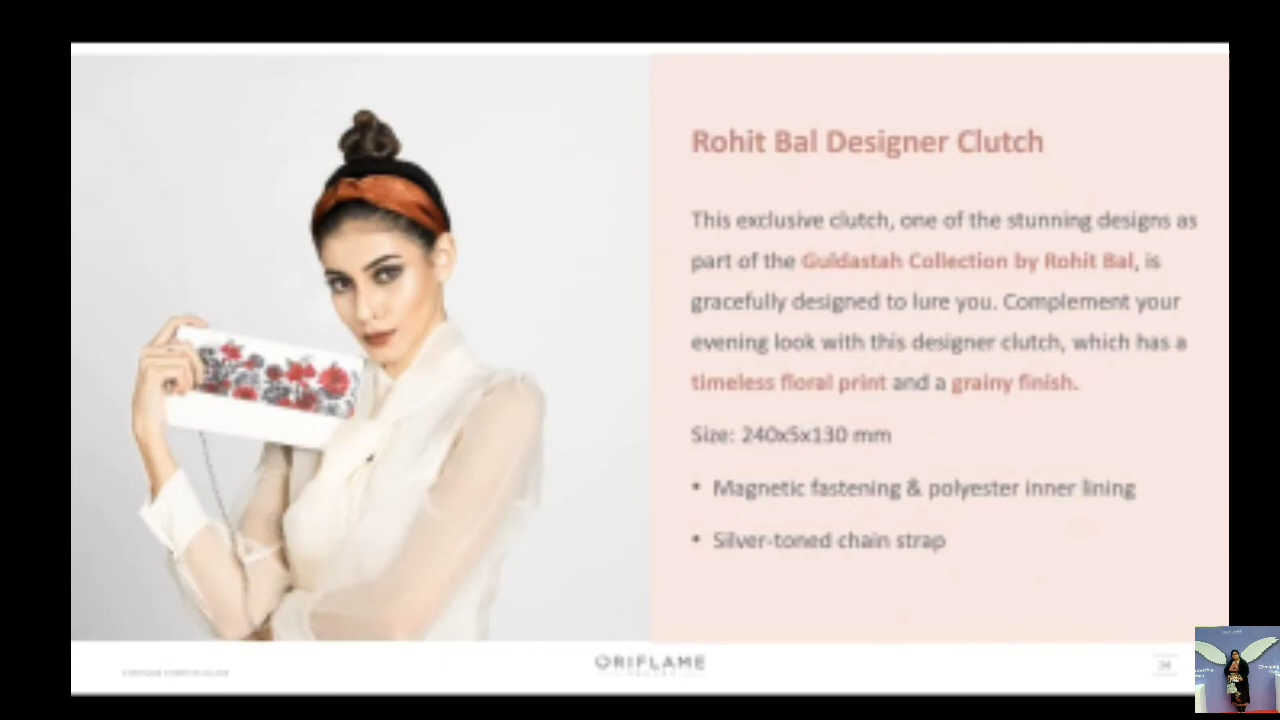 Rohit Bal Designer Clutch
This exclusive clutch, one of the stunning designs as
part of the Guldastah Collection by Rohit Bal, is
gracefully designed to lure you. Complement your
evening look with this designer clutch, which has a
timeless floral print and a grainy finish.
Size: 240x5x130 mm
• Magnetic fastening & polyester inner lining
• Silver-toned chain strap
ORIFLAME